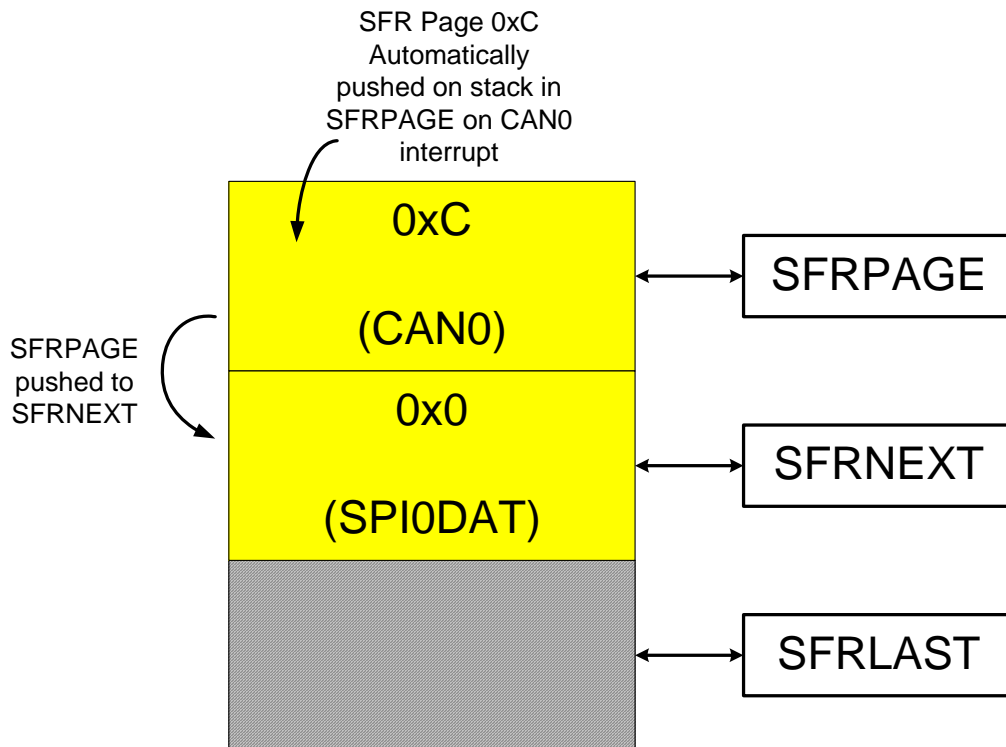 SFR Page 0xC
Automatically
pushed on stack in
SFRPAGE on CAN0
interrupt
0xC
(CAN0)
SFRPAGE
SFRPAGE
pushed to
SFRNEXT
0x0
(SPI0DAT)
SFRNEXT
SFRLAST